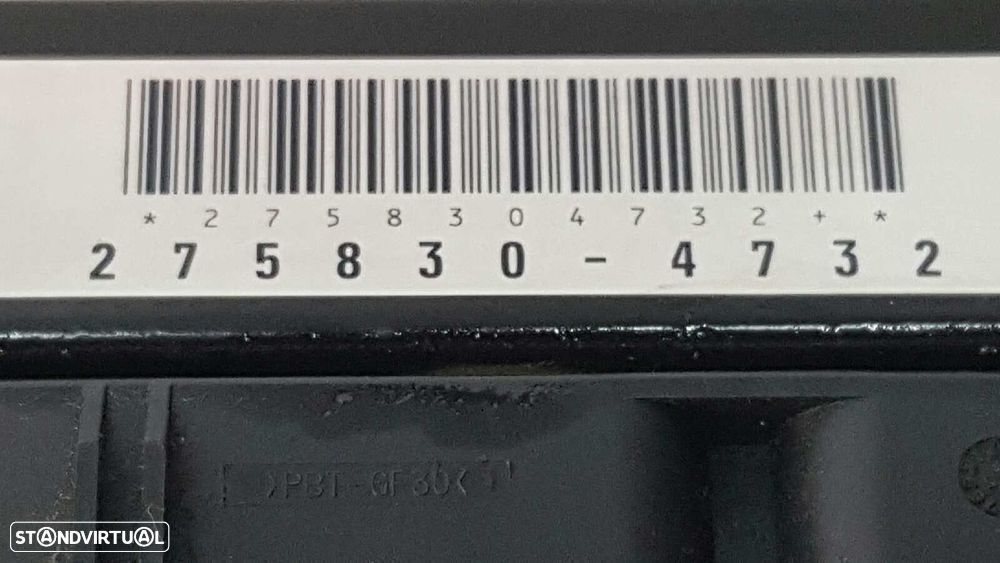 * 2 7 5 8 3 0 4 7 3 2 + *
2 7 5 8 3 0 - 4 7 3 2
>PBT-GF30<
STANDVIRTUAL